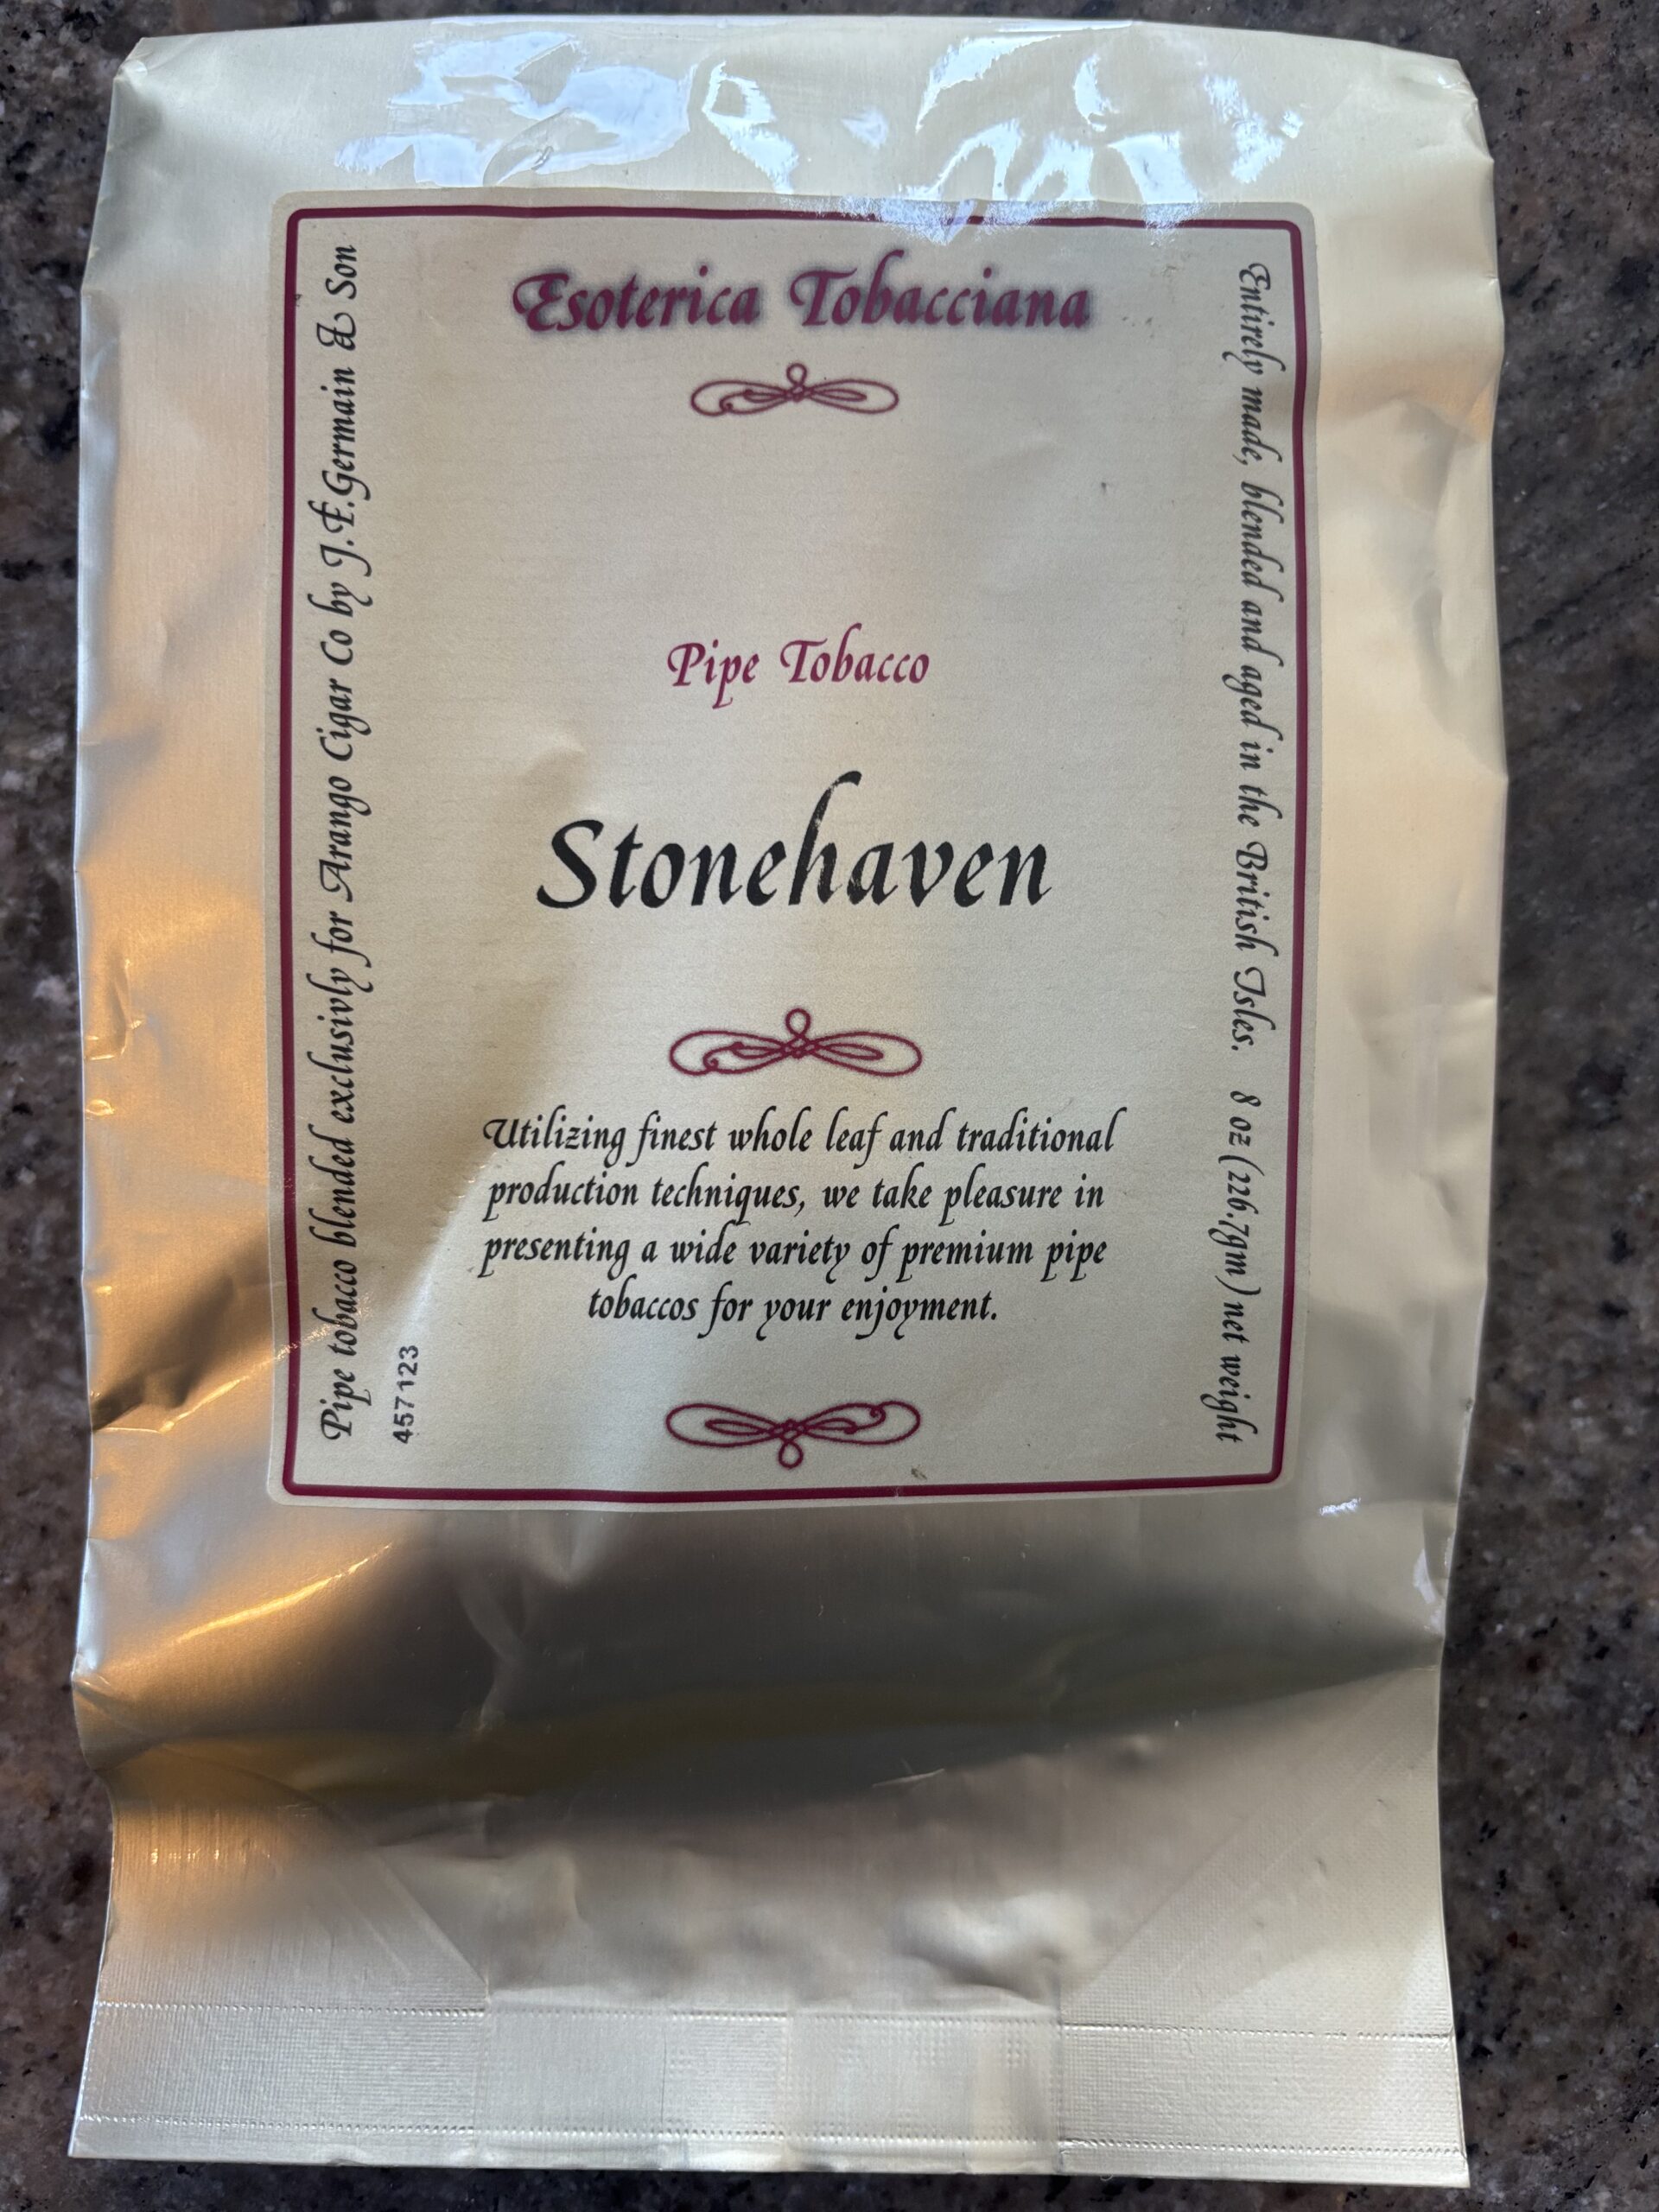 Esoterica Tobacciana
Pipe Tobacco
Stonehaven
Utilizing finest whole leaf and traditional
production techniques, we take pleasure in
presenting a wide variety of premium pipe
tobaccos for your enjoyment.
Pipe tobacco blended exclusivly for Arango Cigar Co by J.F.Germain & Son
457123
Entirely made, blended and aged in the British Isles. 8 oz (226.7gm) net weight